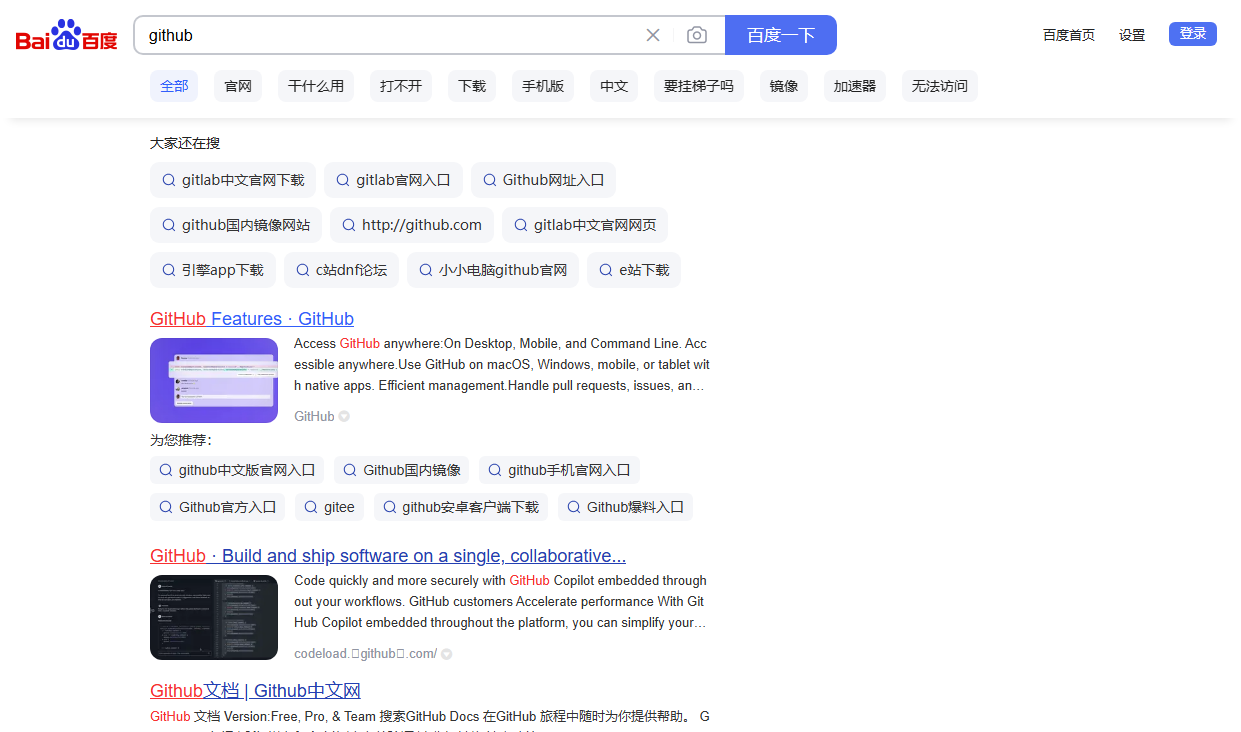 Bai du 百度 github 百度一下 百度首页 设置 登录
全部 官网 干什么用 打不开 下载 手机版 中文 要挂梯子吗 镜像 加速器 无法访问
大家还在搜
gitlab中文官网下载 gitlab官网入口 Github网址入口
github国内镜像网站 http://github.com gitlab中文官网网页
引擎app下载 c站dnf论坛 小小电脑github官网 e站下载
GitHub Features · GitHub
Access GitHub anywhere:On Desktop, Mobile, and Command Line. Acc
essible anywhere.Use GitHub on macOS, Windows, mobile, or tablet wit
h native apps. Efficient management.Handle pull requests, issues, an...
GitHub
为您推荐：
github中文版官网入口 Github国内镜像 github手机官网入口
Github官方入口 gitee github安卓客户端下载 Github爆料入口
GitHub · Build and ship software on a single, collaborative...
Code quickly and more securely with GitHub Copilot embedded through
out your workflows. GitHub customers Accelerate performance With Git
Hub Copilot embedded throughout the platform, you can simplify your...
codeload.github.com/
Github文档 | Github中文网
GitHub 文档 Version:Free, Pro, & Team 搜索GitHub Docs 在GitHub 旅程中随时为你提供帮助。 G